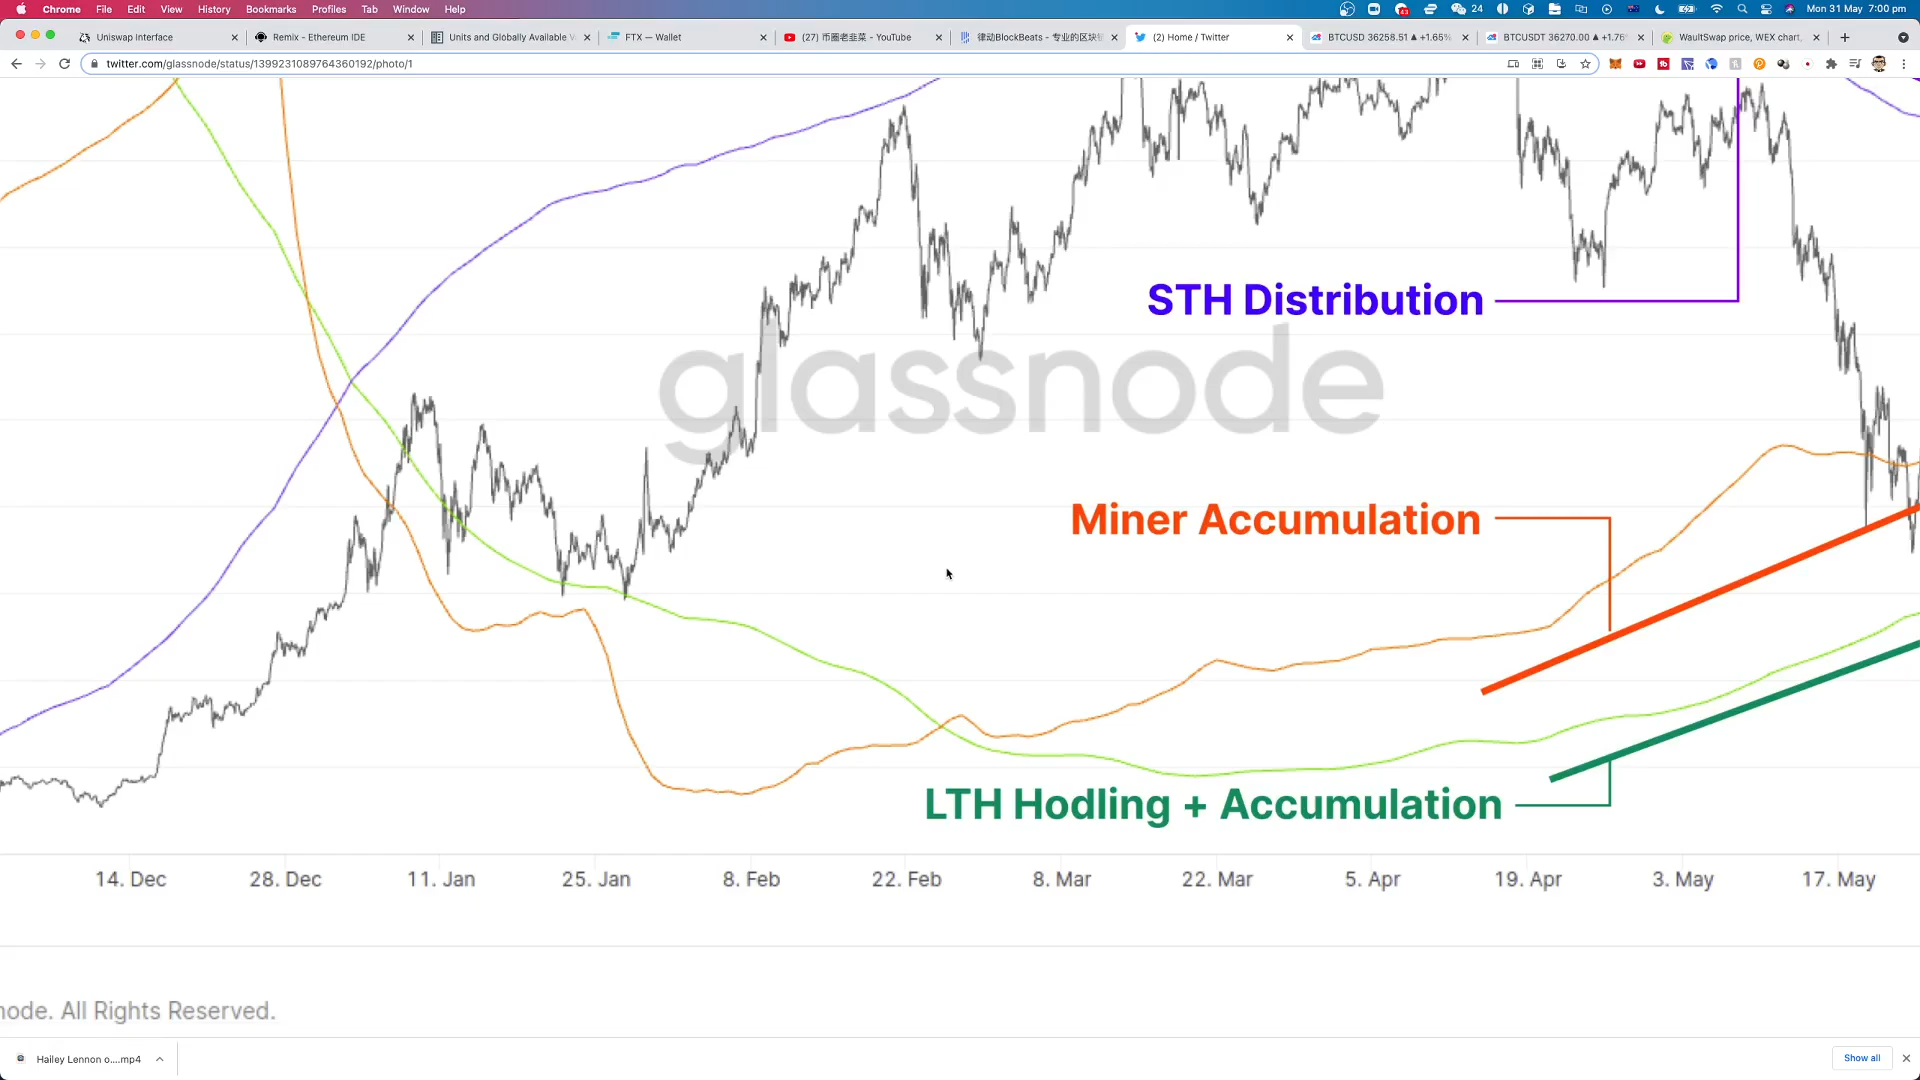 Chrome File Edit View History Bookmarks Profiles Tab Window Help 43 24 Mon 31 May 7:00 pm
Uniswap Interface Remix - Ethereum IDE Units and Globally Available V FTX — Wallet (27) 币圈老韭菜 - YouTube 律动BlockBeats - 专业的区块链 (2) Home / Twitter BTCUSD 36258.51 ▲ +1.65% BTCUSDT 36270.00 ▲ +1.76% WaultSwap price, WEX chart,
twitter.com/glassnode/status/1399231089764360192/photo/1
STH Distribution
glassnode
Miner Accumulation
LTH Hodling + Accumulation
14. Dec 28. Dec 11. Jan 25. Jan 8. Feb 22. Feb 8. Mar 22. Mar 5. Apr 19. Apr 3. May 17. May
node. All Rights Reserved.
Hailey Lennon o....mp4 Show all